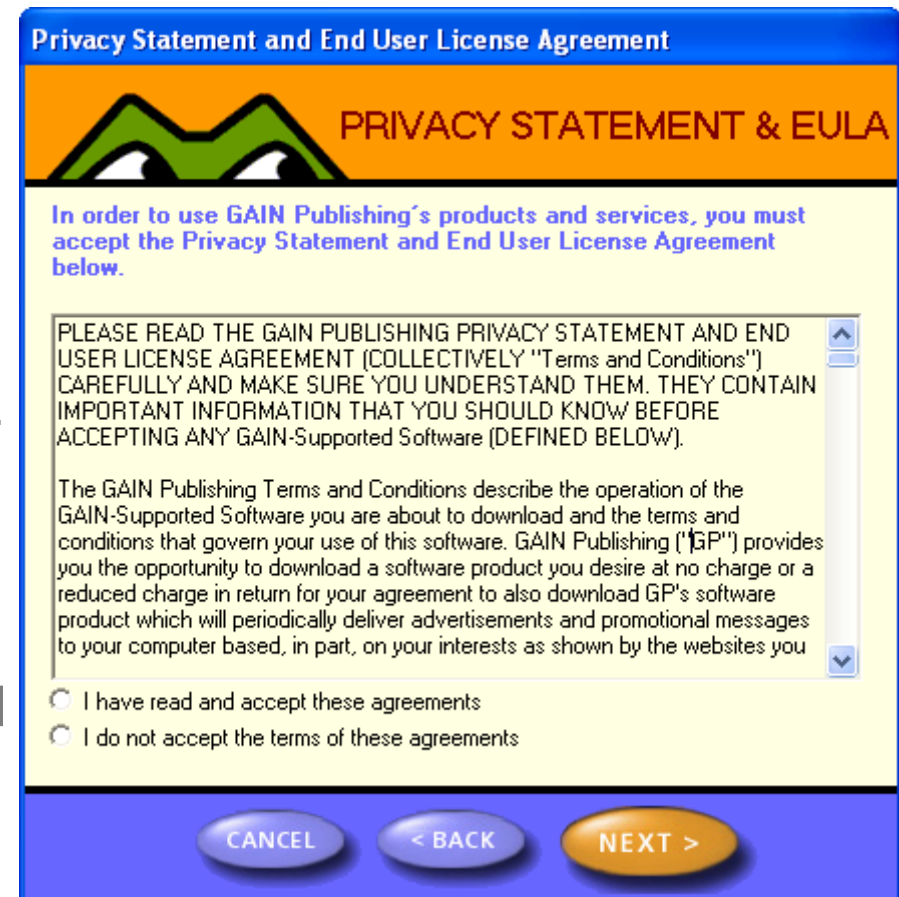 Privacy Statement and End User License Agreement
PRIVACY STATEMENT & EULA
In order to use GAIN Publishing´s products and services, you must
accept the Privacy Statement and End User License Agreement
below.
PLEASE READ THE GAIN PUBLISHING PRIVACY STATEMENT AND END
USER LICENSE AGREEMENT (COLLECTIVELY "Terms and Conditions")
CAREFULLY AND MAKE SURE YOU UNDERSTAND THEM. THEY CONTAIN
IMPORTANT INFORMATION THAT YOU SHOULD KNOW BEFORE
ACCEPTING ANY GAIN-Supported Software (DEFINED BELOW).
The GAIN Publishing Terms and Conditions describe the operation of the
GAIN-Supported Software you are about to download and the terms and
conditions that govern your use of this software. GAIN Publishing ("GP") provides
you the opportunity to download a software product you desire at no charge or a
reduced charge in return for your agreement to also download GP's software
product which will periodically deliver advertisements and promotional messages
to your computer based, in part, on your interests as shown by the websites you
I have read and accept these agreements
I do not accept the terms of these agreements
CANCEL
< BACK
NEXT >